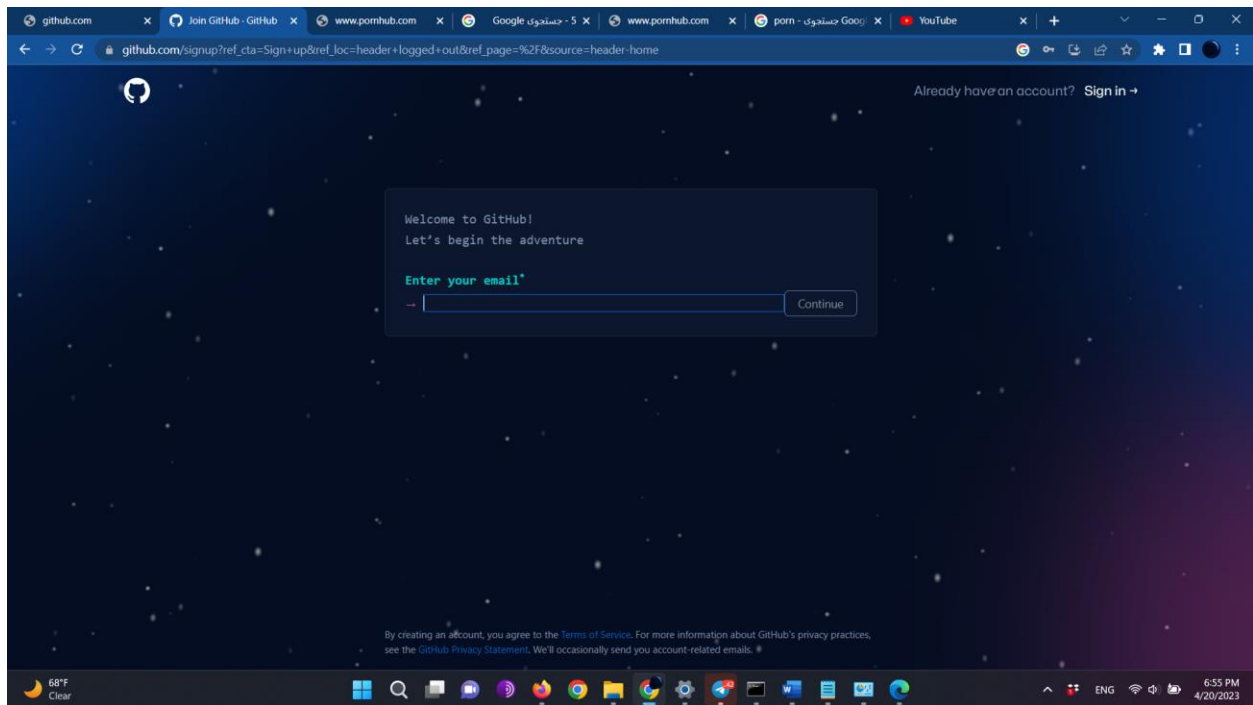 github.com
Join GitHub · GitHub
www.pornhub.com
5 - جستجوی Google
www.pornhub.com
porn - جستجوی Googl
YouTube
github.com/signup?ref_cta=Sign+up&ref_loc=header+logged+out&ref_page=%2F&source=header-home
Already have an account? Sign in →
Welcome to GitHub!
Let's begin the adventure
Enter your email*
→
Continue
By creating an account, you agree to the Terms of Service. For more information about GitHub's privacy practices,
see the GitHub Privacy Statement. We'll occasionally send you account-related emails.
68°F
Clear
ENG
6:55 PM
4/20/2023